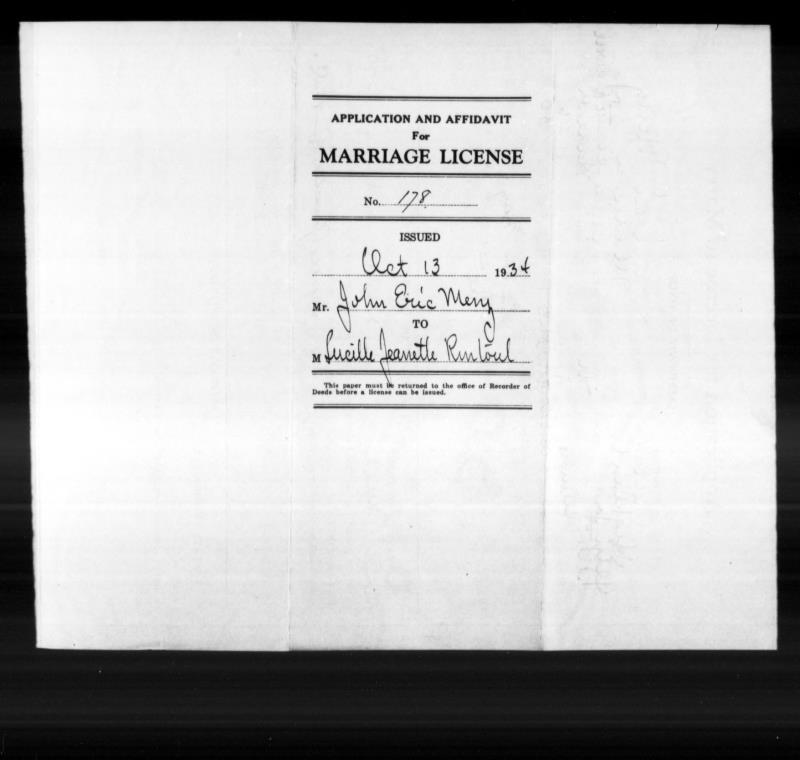 APPLICATION AND AFFIDAVIT
For
MARRIAGE LICENSE
No. 178
ISSUED
Oct 13 1934
Mr. John Eric Meny
TO
M Lucille Jeanette Rintoul
This paper must be returned to the office of Recorder of
Deeds before a license can be issued.